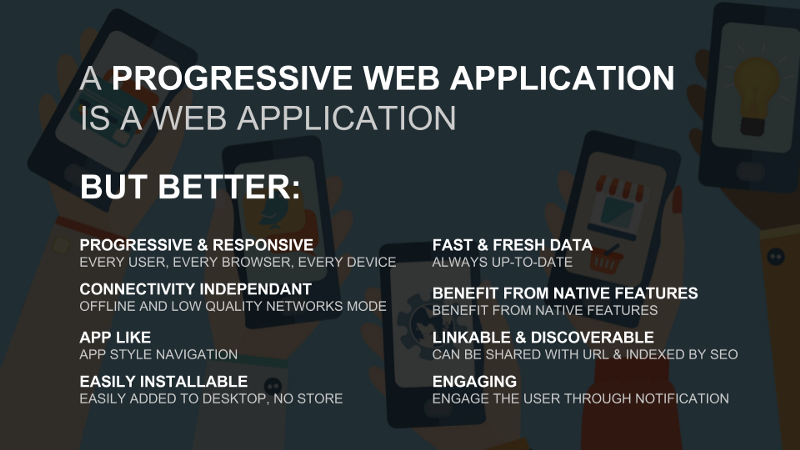 A PROGRESSIVE WEB APPLICATION
IS A WEB APPLICATION
BUT BETTER:
PROGRESSIVE & RESPONSIVE
EVERY USER, EVERY BROWSER, EVERY DEVICE
CONNECTIVITY INDEPENDANT
OFFLINE AND LOW QUALITY NETWORKS MODE
APP LIKE
APP STYLE NAVIGATION
EASILY INSTALLABLE
EASILY ADDED TO DESKTOP, NO STORE
FAST & FRESH DATA
ALWAYS UP-TO-DATE
BENEFIT FROM NATIVE FEATURES
BENEFIT FROM NATIVE FEATURES
LINKABLE & DISCOVERABLE
CAN BE SHARED WITH URL & INDEXED BY SEO
ENGAGING
ENGAGE THE USER THROUGH NOTIFICATION